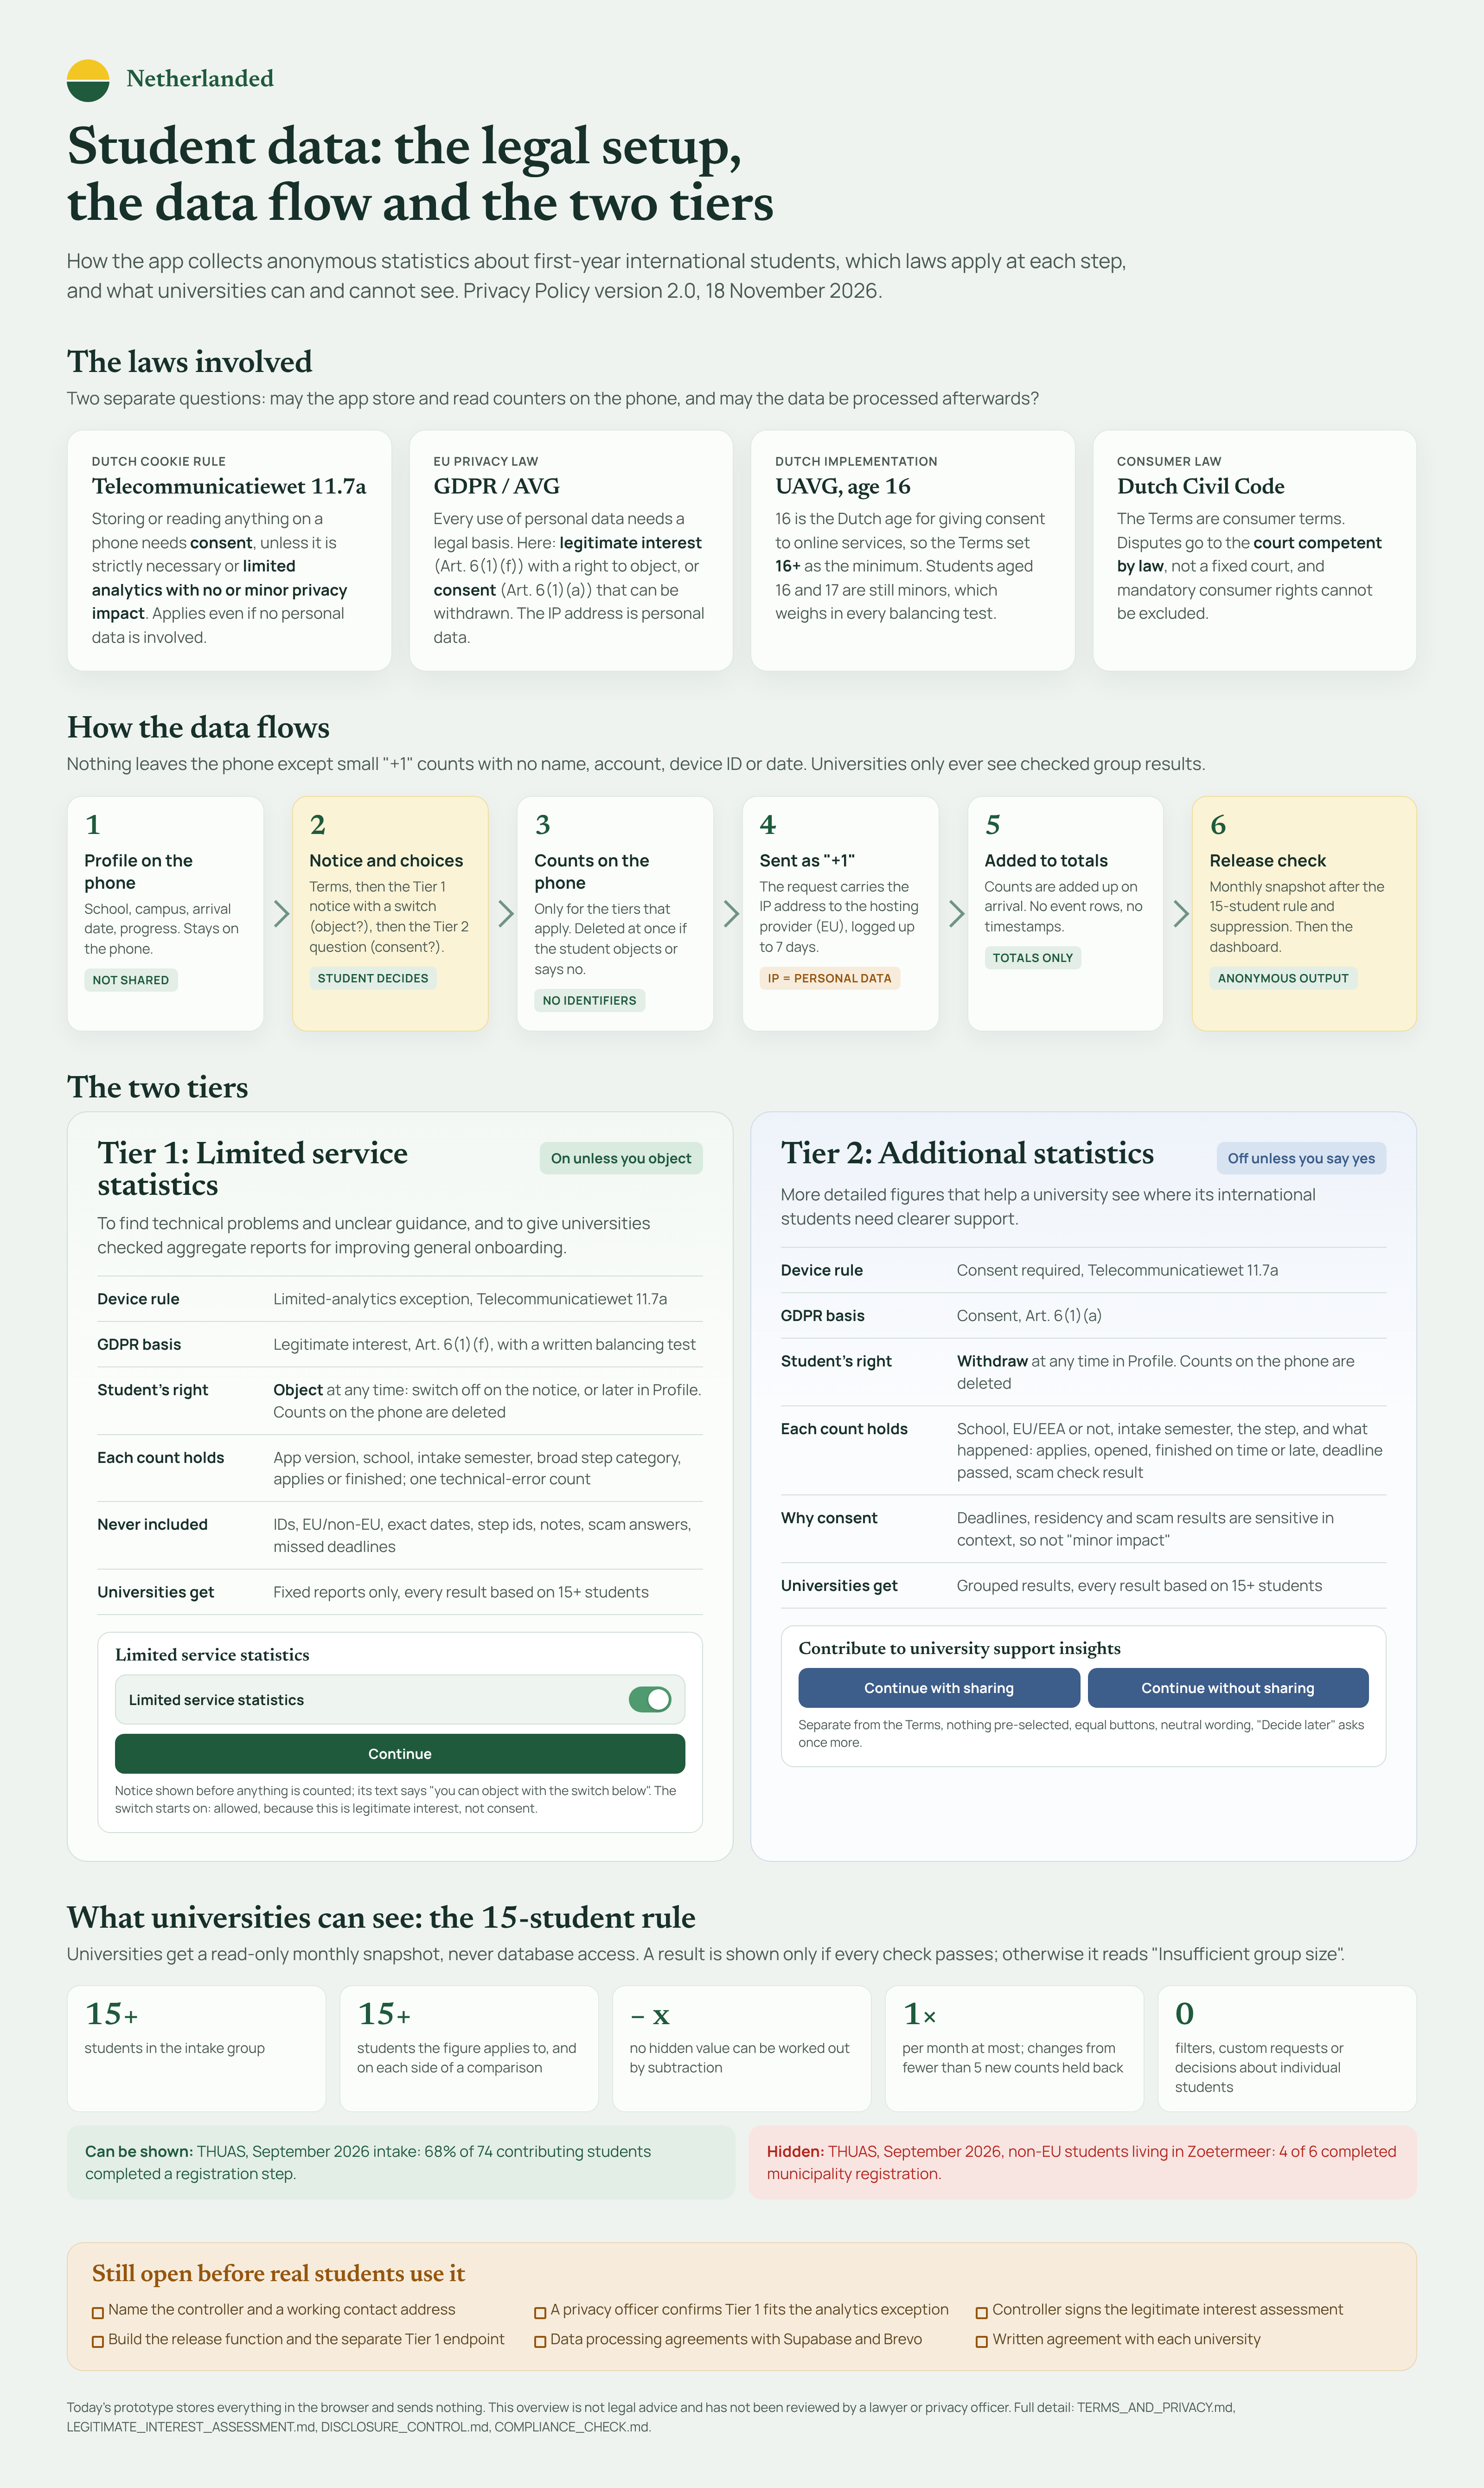 Netherlanded
Student data: the legal setup,
the data flow and the two tiers
How the app collects anonymous statistics about first-year international students, which laws apply at each step,
and what universities can and cannot see. Privacy Policy version 2.0, 18 November 2026.
The laws involved
Two separate questions: may the app store and read counters on the phone, and may the data be processed afterwards?
DUTCH COOKIE RULE
Telecommunicatiewet 11.7a
Storing or reading anything on a
phone needs consent, unless it is
strictly necessary or limited
analytics with no or minor privacy
impact. Applies even if no personal
data is involved.
EU PRIVACY LAW
GDPR / AVG
Every use of personal data needs a
legal basis. Here: legitimate interest
(Art. 6(1)(f)) with a right to object, or
consent (Art. 6(1)(a)) that can be
withdrawn. The IP address is personal
data.
DUTCH IMPLEMENTATION
UAVG, age 16
16 is the Dutch age for giving consent
to online services, so the Terms set
16+ as the minimum. Students aged
16 and 17 are still minors, which
weighs in every balancing test.
CONSUMER LAW
Dutch Civil Code
The Terms are consumer terms.
Disputes go to the court competent
by law, not a fixed court, and
mandatory consumer rights cannot
be excluded.
How the data flows
Nothing leaves the phone except small "+1" counts with no name, account, device ID or date. Universities only ever see checked group results.
1
Profile on the
phone
School, campus, arrival
date, progress. Stays on
the phone.
NOT SHARED
2
Notice and choices
Terms, then the Tier 1
notice with a switch
(object?), then the Tier 2
question (consent?).
STUDENT DECIDES
3
Counts on the
phone
Only for the tiers that
apply. Deleted at once if
the student objects or
says no.
NO IDENTIFIERS
4
Sent as "+1"
The request carries the
IP address to the hosting
provider (EU), logged up
to 7 days.
IP = PERSONAL DATA
5
Added to totals
Counts are added up on
arrival. No event rows, no
timestamps.
TOTALS ONLY
6
Release check
Monthly snapshot after the
15-student rule and
suppression. Then the
dashboard.
ANONYMOUS OUTPUT
The two tiers
Tier 1: Limited service
statistics
On unless you object
To find technical problems and unclear guidance, and to give universities
checked aggregate reports for improving general onboarding.
Device rule
Limited-analytics exception, Telecommunicatiewet 11.7a
GDPR basis
Legitimate interest, Art. 6(1)(f), with a written balancing test
Student's right
Object at any time: switch off on the notice, or later in Profile.
Counts on the phone are deleted
Each count holds
App version, school, intake semester, broad step category,
applies or finished; one technical-error count
Never included
IDs, EU/non-EU, exact dates, step ids, notes, scam answers,
missed deadlines
Universities get
Fixed reports only, every result based on 15+ students
Limited service statistics
Limited service statistics
Continue
Notice shown before anything is counted; its text says "you can object with the switch below". The
switch starts on: allowed, because this is legitimate interest, not consent.
Tier 2: Additional statistics
Off unless you say yes
More detailed figures that help a university see where its international
students need clearer support.
Device rule
Consent required, Telecommunicatiewet 11.7a
GDPR basis
Consent, Art. 6(1)(a)
Student's right
Withdraw at any time in Profile. Counts on the phone are
deleted
Each count holds
School, EU/EEA or not, intake semester, the step, and what
happened: applies, opened, finished on time or late, deadline
passed, scam check result
Why consent
Deadlines, residency and scam results are sensitive in
context, so not "minor impact"
Universities get
Grouped results, every result based on 15+ students
Contribute to university support insights
Continue with sharing
Continue without sharing
Separate from the Terms, nothing pre-selected, equal buttons, neutral wording, "Decide later" asks
once more.
What universities can see: the 15-student rule
Universities get a read-only monthly snapshot, never database access. A result is shown only if every check passes; otherwise it reads "Insufficient group size".
15+
students in the intake group
15+
students the figure applies to, and
on each side of a comparison
– x
no hidden value can be worked out
by subtraction
1×
per month at most; changes from
fewer than 5 new counts held back
0
filters, custom requests or
decisions about individual
students
Can be shown: THUAS, September 2026 intake: 68% of 74 contributing students
completed a registration step.
Hidden: THUAS, September 2026, non-EU students living in Zoetermeer: 4 of 6 completed
municipality registration.
Still open before real students use it
Name the controller and a working contact address
A privacy officer confirms Tier 1 fits the analytics exception
Controller signs the legitimate interest assessment
Build the release function and the separate Tier 1 endpoint
Data processing agreements with Supabase and Brevo
Written agreement with each university
Today's prototype stores everything in the browser and sends nothing. This overview is not legal advice and has not been reviewed by a lawyer or privacy officer. Full detail: TERMS_AND_PRIVACY.md,
LEGITIMATE_INTEREST_ASSESSMENT.md, DISCLOSURE_CONTROL.md, COMPLIANCE_CHECK.md.